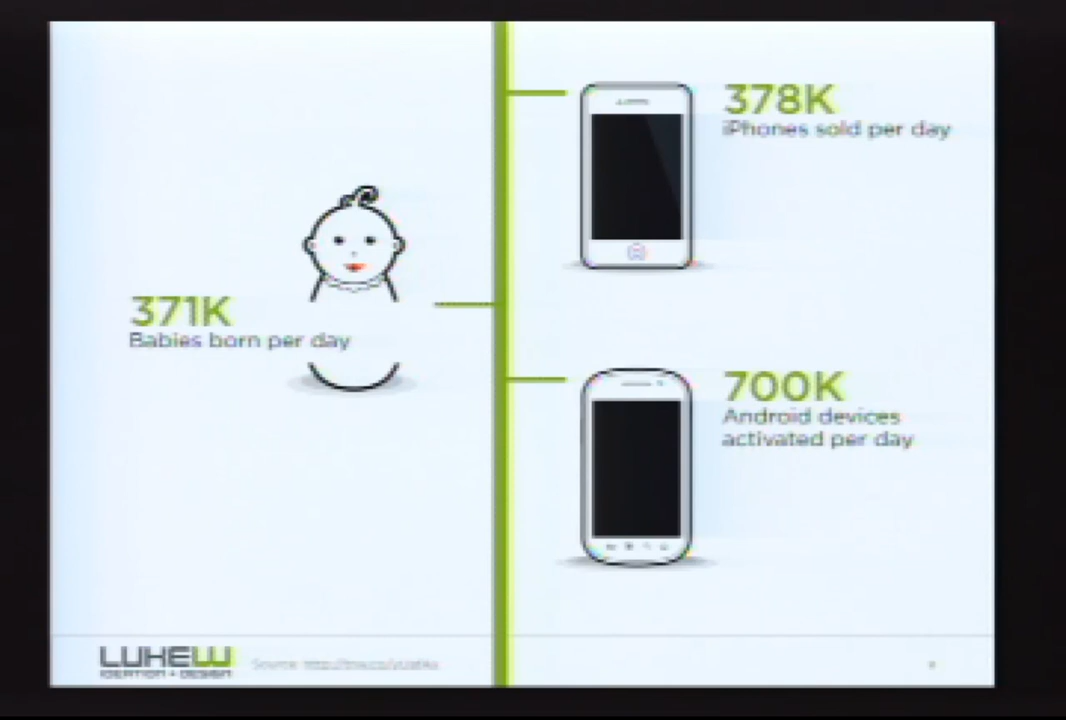 378K
iPhones sold per day
371K
Babies born per day
700K
Android devices
activated per day
LUKEW
IDEATION + DESIGN
Source: